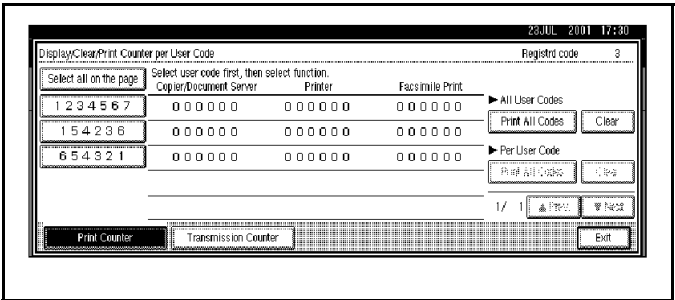 23JUL 2001 17:30
Display/Clear/Print Counter per User Code Registrd code 3
Select all on the page Select user code first, then select function.
Copier/Document Server Printer Facsimile Print
1234567 000000 000000 000000
154236 000000 000000 000000
654321 000000 000000 000000
▶ All User Codes
Print All Codes Clear
▶ Per User Code
Print All Codes Clear
1/ 1 ▲ Prev. ▼ Next
Print Counter Transmission Counter Exit